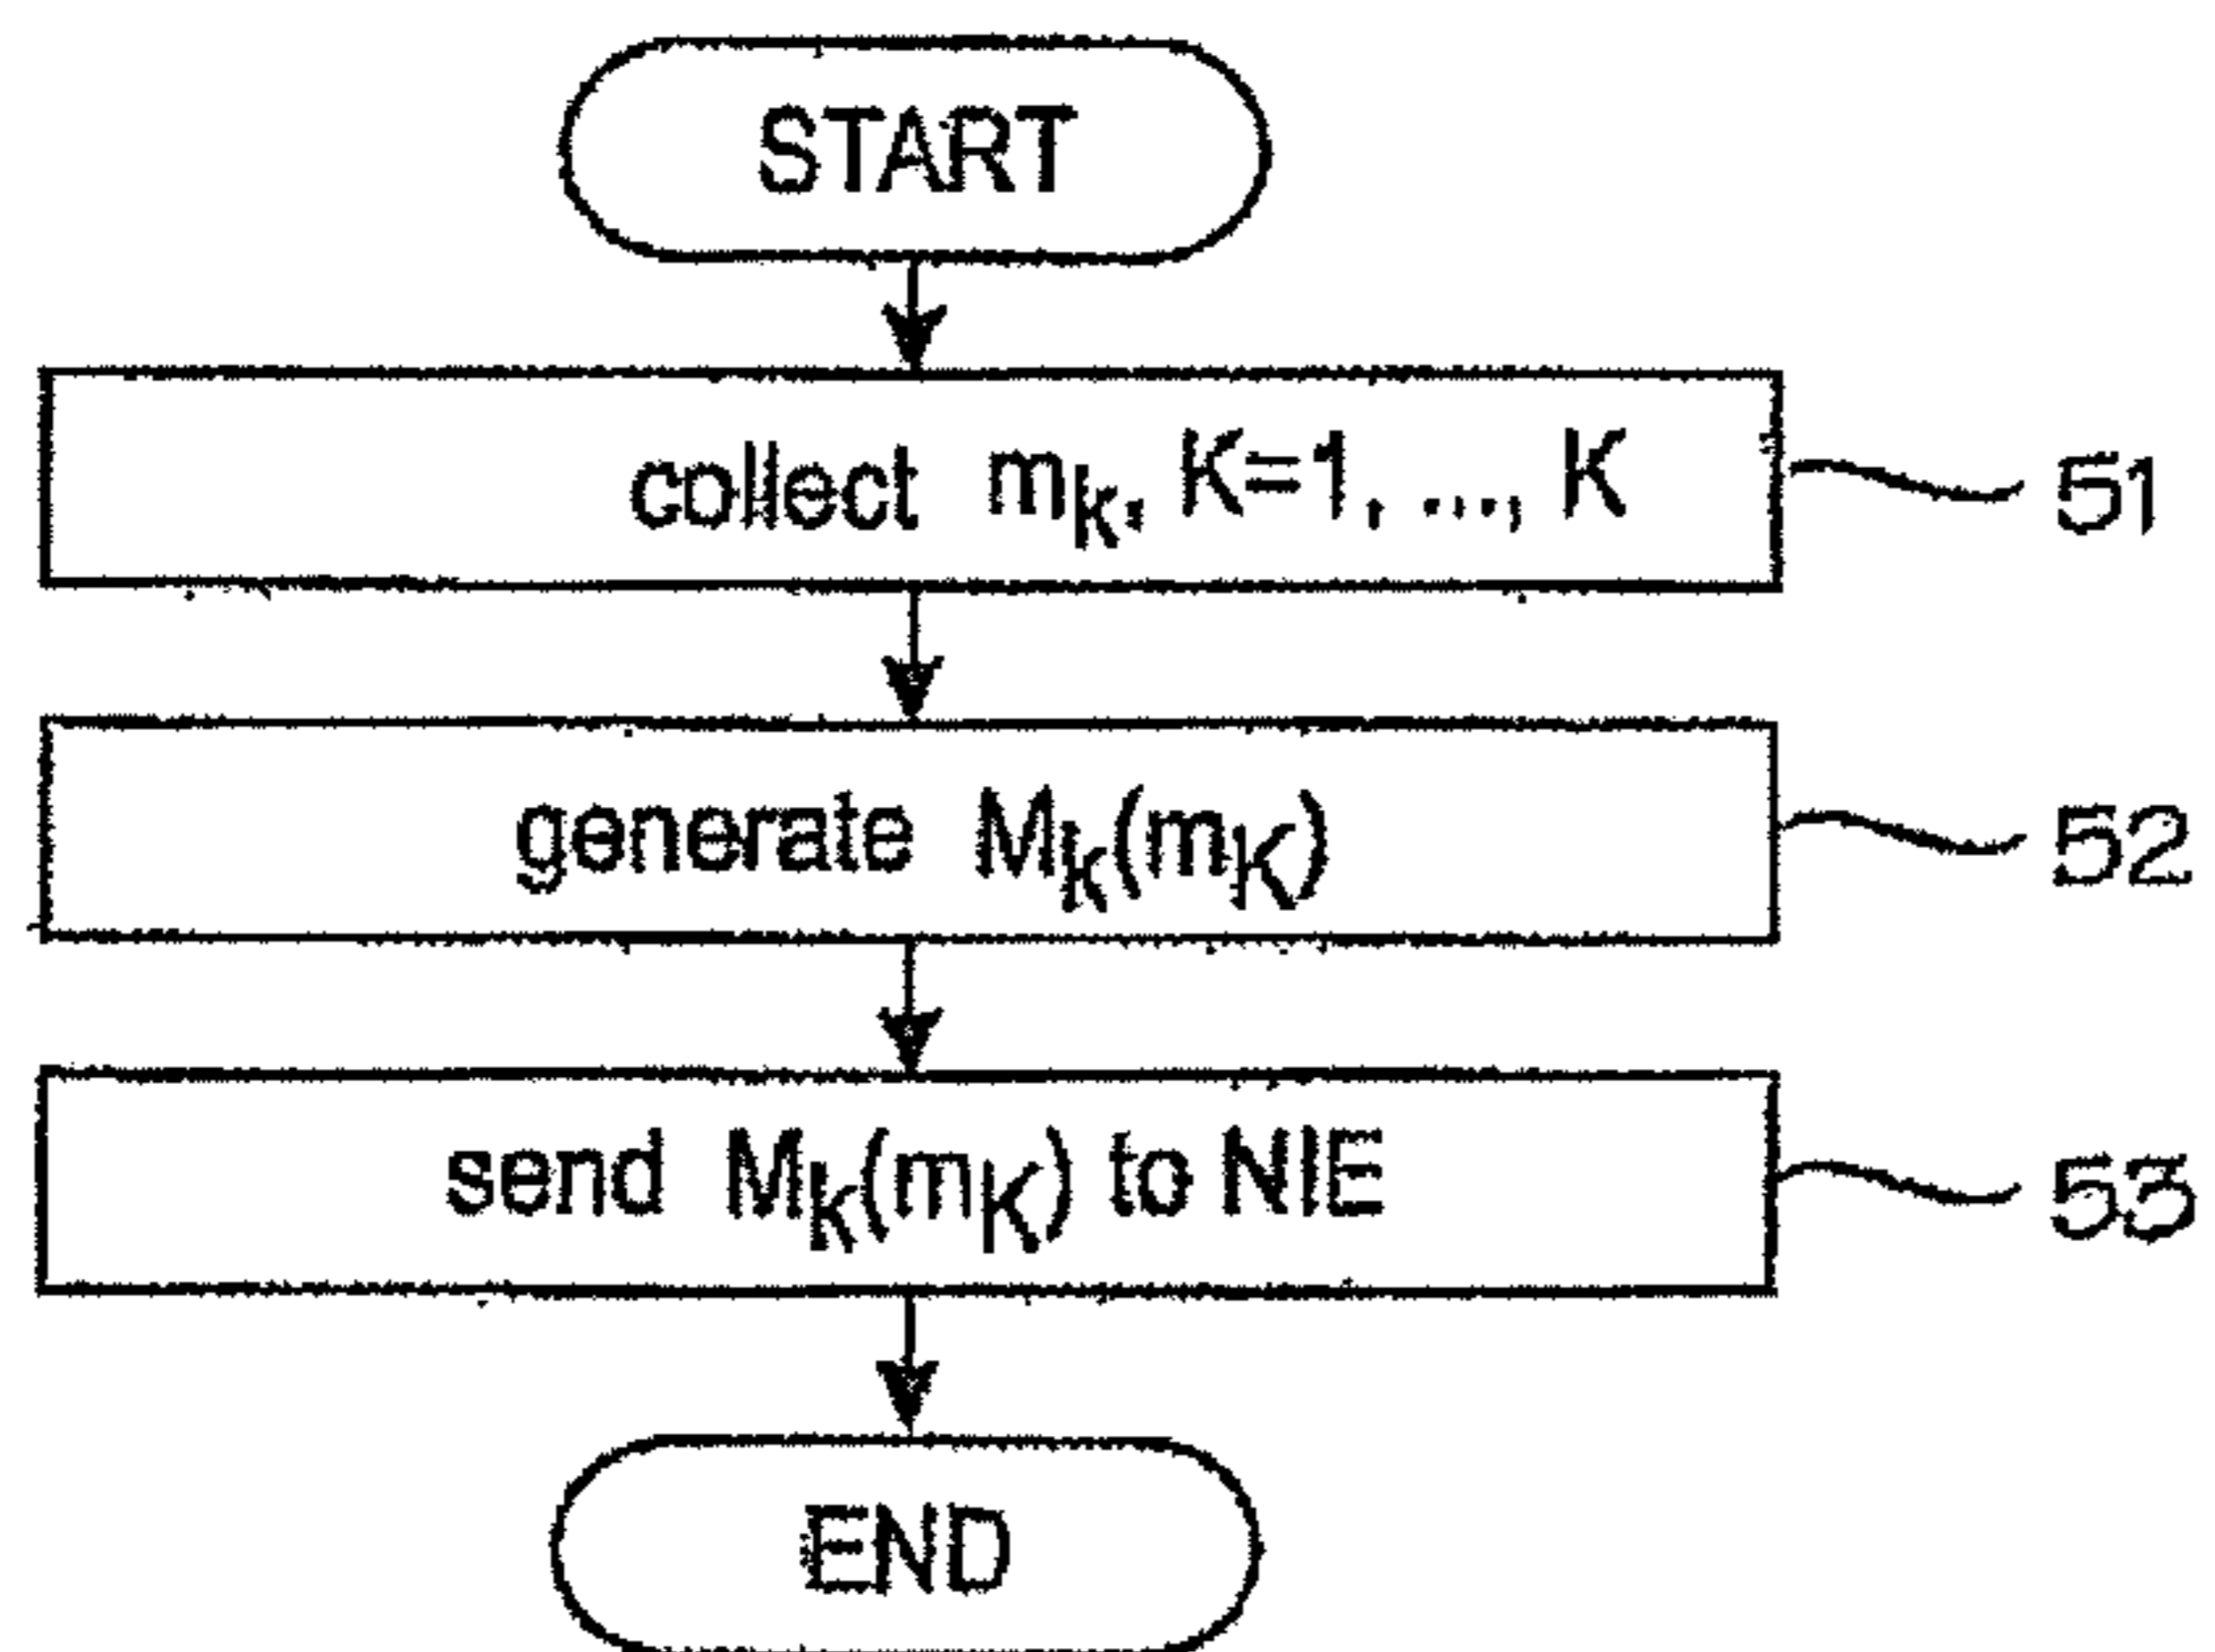 START
collect m_k, K=1, ..., K
51
generate M_k(m_K)
52
send M_k(m_K) to NIE
53
END